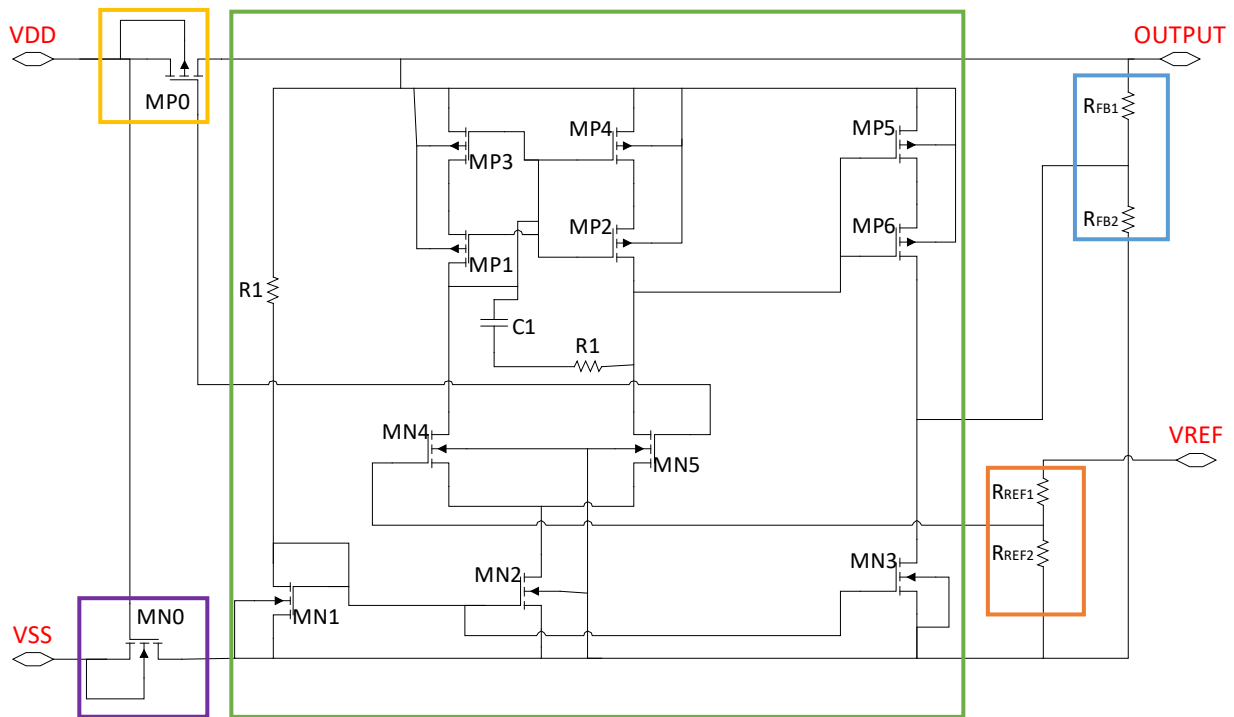 VDD
OUTPUT
MP0
RFB1
MP4
MP5
MP3
MP2
MP6
RFB2
MP1
R1
C1
R1
MN4
MN5
VREF
RREF1
RREF2
MN3
MN2
MN1
MN0
VSS